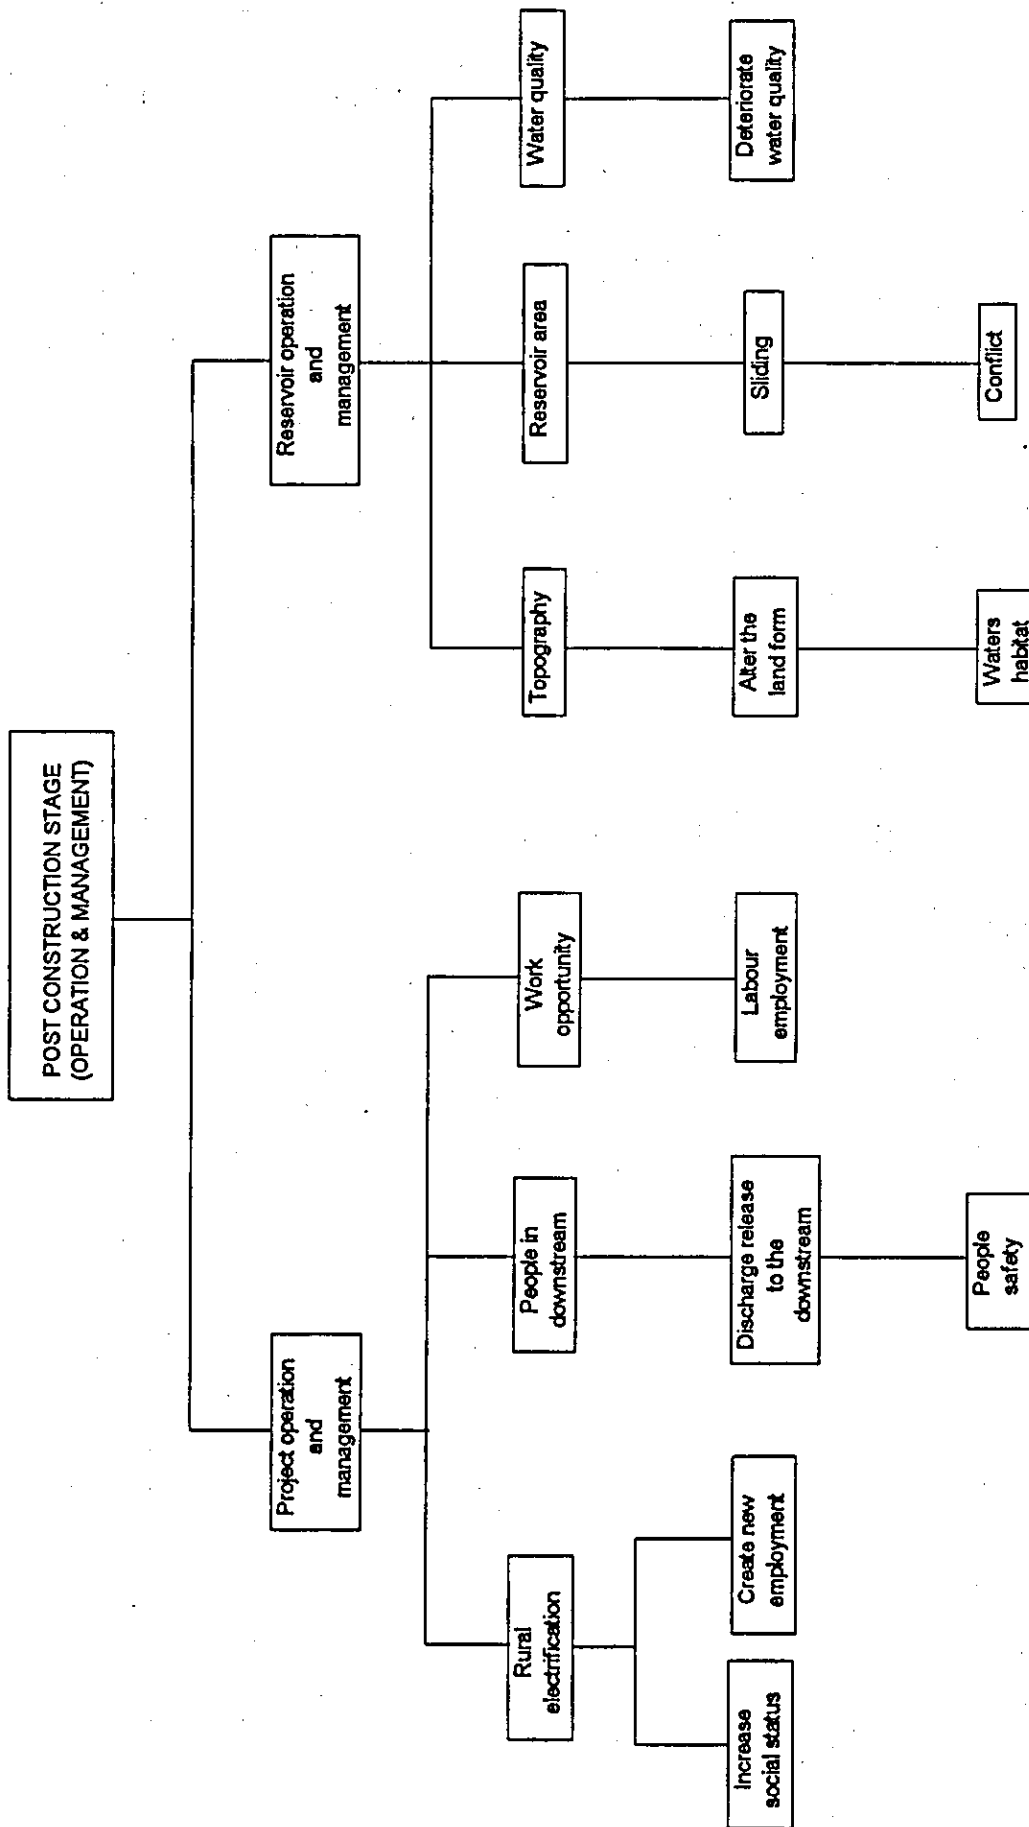 POST CONSTRUCTION STAGE
(OPERATION & MANAGEMENT)
Project operation
and
management
Reservoir operation
and
management
Rural
electrification
People in
downstream
Work
opportunity
Topography
Reservoir area
Water quality
Increase
social status
Create new
employment
Discharge release
to the
downstream
Labour
employment
Alter the
land form
Sliding
Deteriorate
water quality
People
safety
Waters
habitat
Conflict